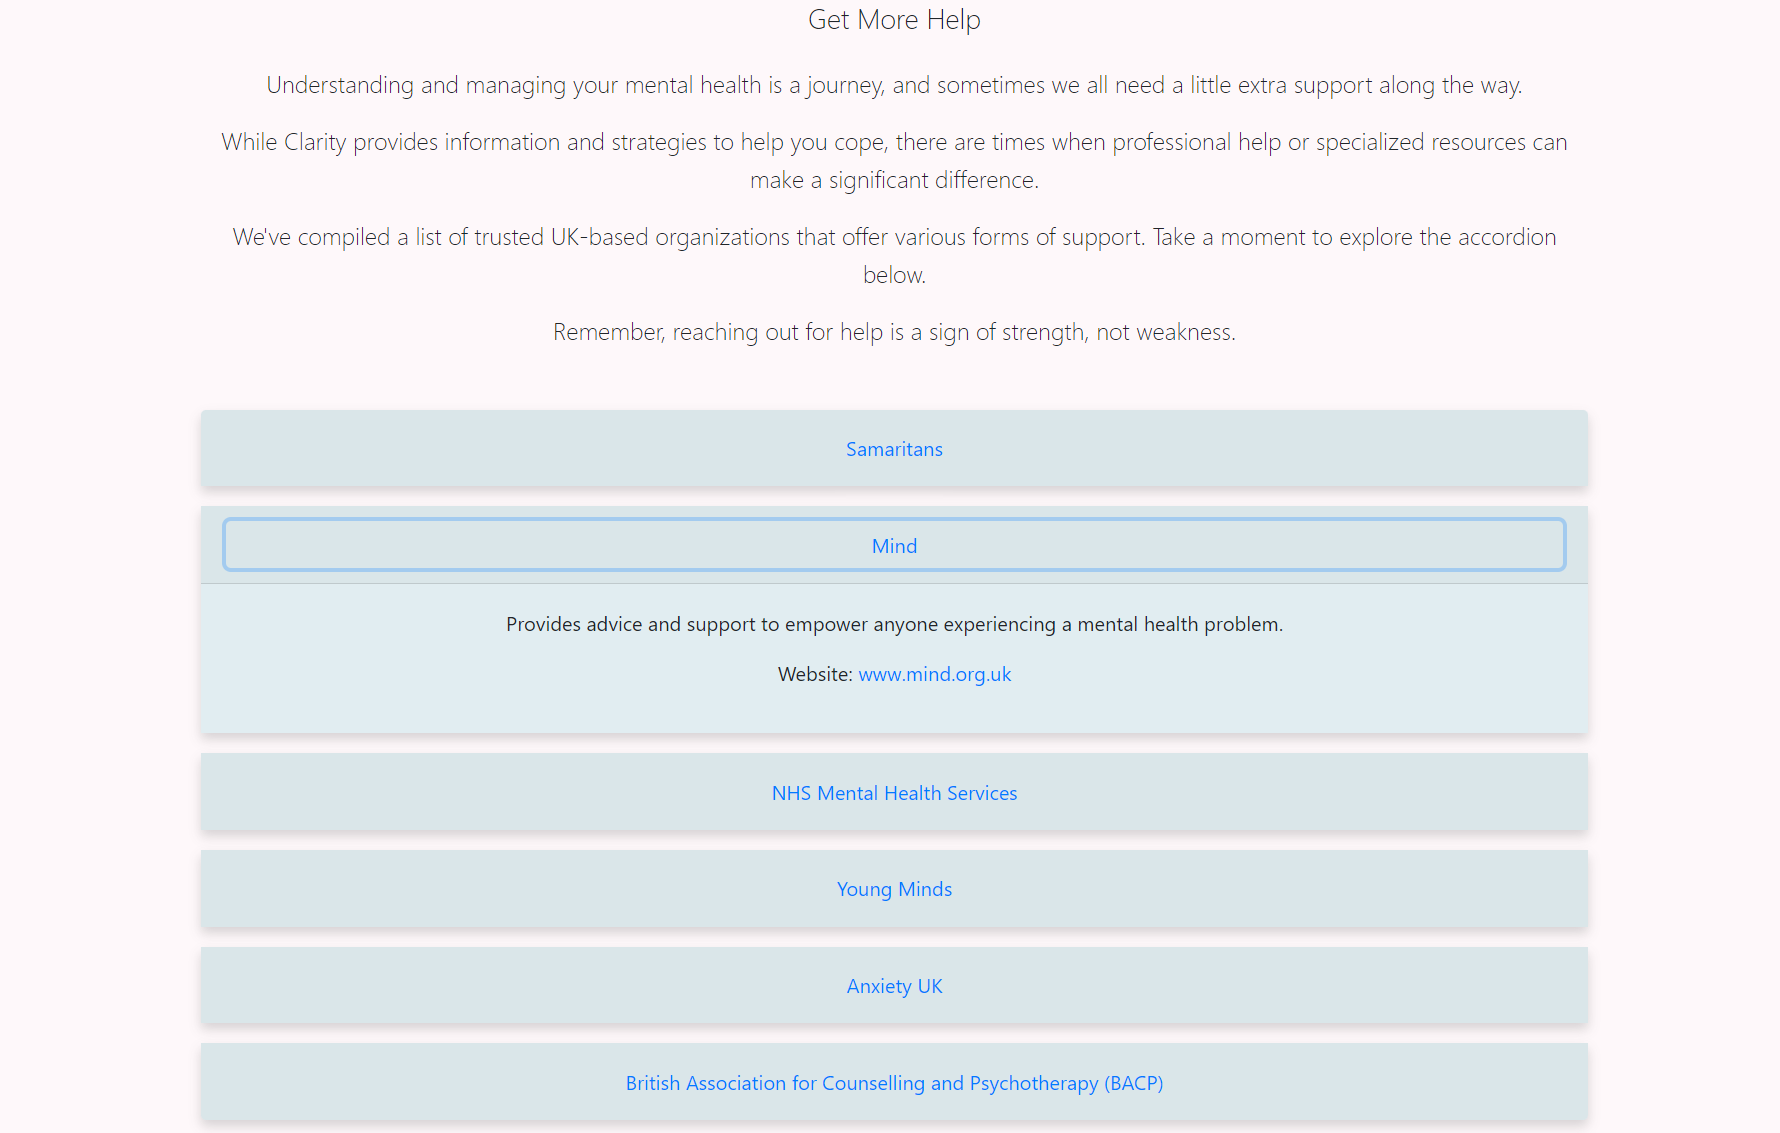 Get More Help
Understanding and managing your mental health is a journey, and sometimes we all need a little extra support along the way.
While Clarity provides information and strategies to help you cope, there are times when professional help or specialized resources can
make a significant difference.
We've compiled a list of trusted UK-based organizations that offer various forms of support. Take a moment to explore the accordion
below.
Remember, reaching out for help is a sign of strength, not weakness.
Samaritans
Mind
Provides advice and support to empower anyone experiencing a mental health problem.
Website: www.mind.org.uk
NHS Mental Health Services
Young Minds
Anxiety UK
British Association for Counselling and Psychotherapy (BACP)